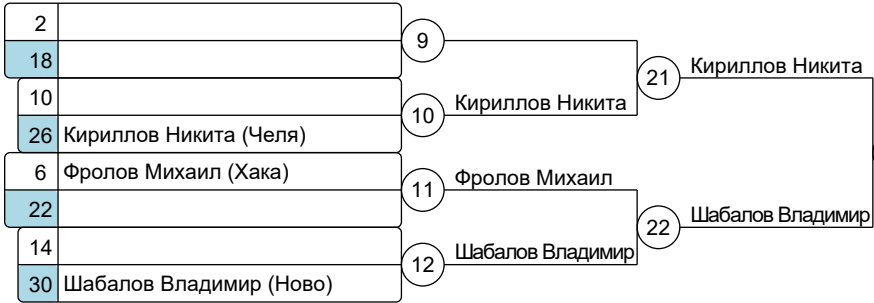 2
18
9
10
26 Кириллов Никита (Челя)
10
Кириллов Никита
21
Кириллов Никита
6 Фролов Михаил (Хака)
22
11
Фролов Михаил
14
30 Шабалов Владимир (Ново)
12
Шабалов Владимир
22
Шабалов Владимир